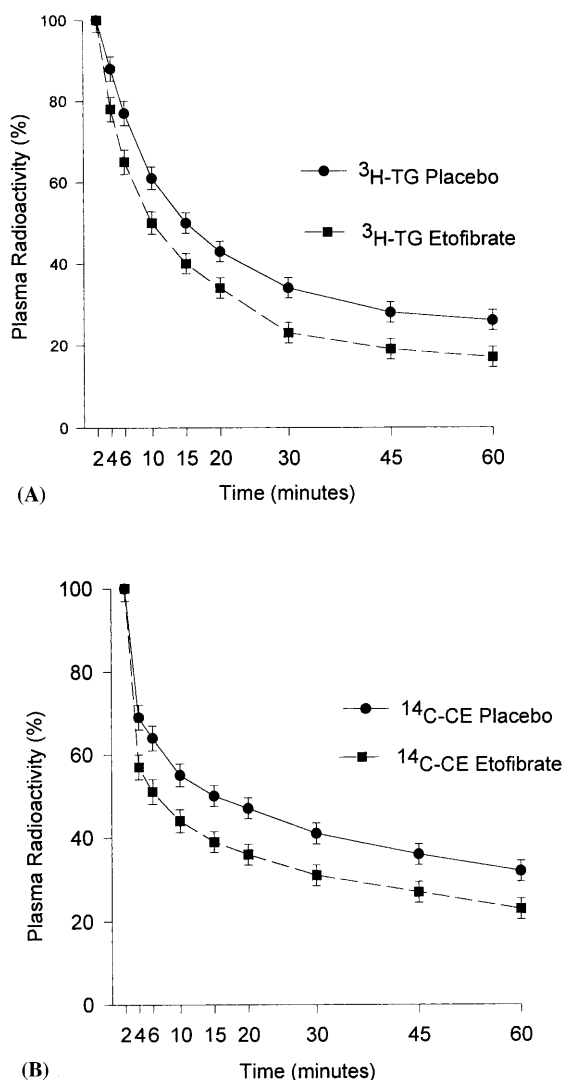 100
80
60
40
20
0
Plasma Radioactivity (%)
³H-TG Placebo
³H-TG Etofibrate
2 4 6 10 15 20 30 45 60
Time (minutes)
(A)
100
80
60
40
20
0
Plasma Radioactivity (%)
¹⁴C-CE Placebo
¹⁴C-CE Etofibrate
2 4 6 10 15 20 30 45 60
Time (minutes)
(B)